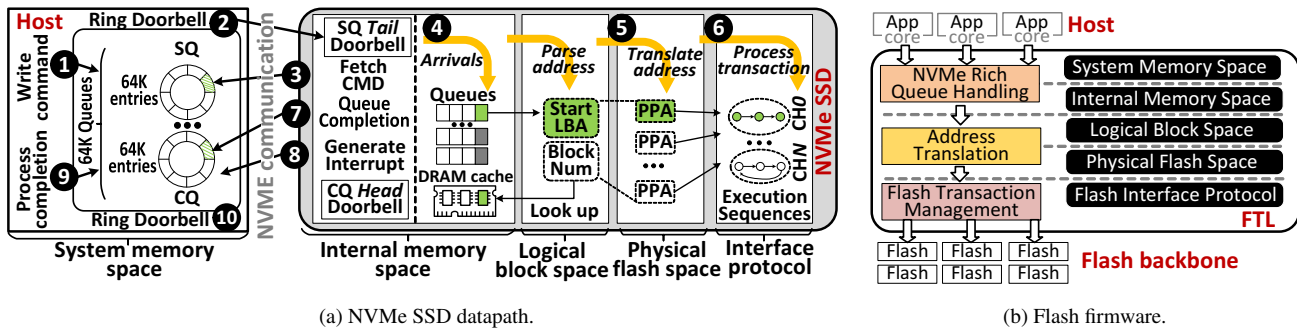 Host
Ring Doorbell
2
1
Write
command
64K Queues
SQ
64K
entries
3
7
64K
entries
8
CQ
9
Process
completion
Ring Doorbell
10
System memory
space
NVME communication
SQ Tail
Doorbell
Fetch
CMD
Queue
Completion
Generate
Interrupt
CQ Head
Doorbell
4
Arrivals
Queues
DRAM cache
Internal memory
space
Parse
address
Start
LBA
Block
Num
Look up
Logical
block space
5
Translate
address
PPA
PPA
PPA
Physical
flash space
6
Process
transaction
CH0
CHN
Execution
Sequences
Interface
protocol
NVMe SSD
(a) NVMe SSD datapath.
App
core
App
core
App
core
Host
NVMe Rich
Queue Handling
Address
Translation
Flash Transaction
Management
System Memory Space
Internal Memory Space
Logical Block Space
Physical Flash Space
Flash Interface Protocol
FTL
Flash Flash Flash
Flash Flash Flash
Flash backbone
(b) Flash firmware.